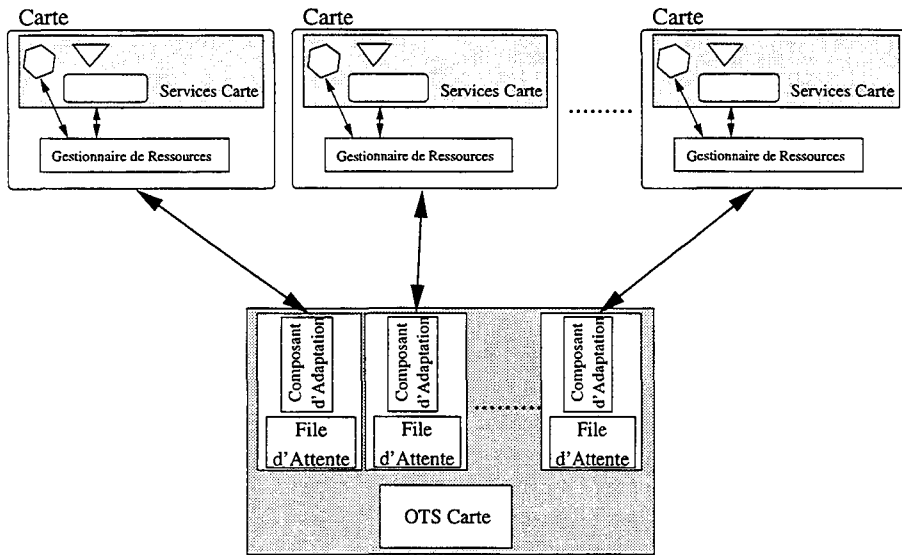 Carte
Carte
Carte
Services Carte
Services Carte
Services Carte
Gestionnaire de Ressources
Gestionnaire de Ressources
Gestionnaire de Ressources
Composant
d'Adaptation
Composant
d'Adaptation
Composant
d'Adaptation
File
d'Attente
File
d'Attente
File
d'Attente
OTS Carte